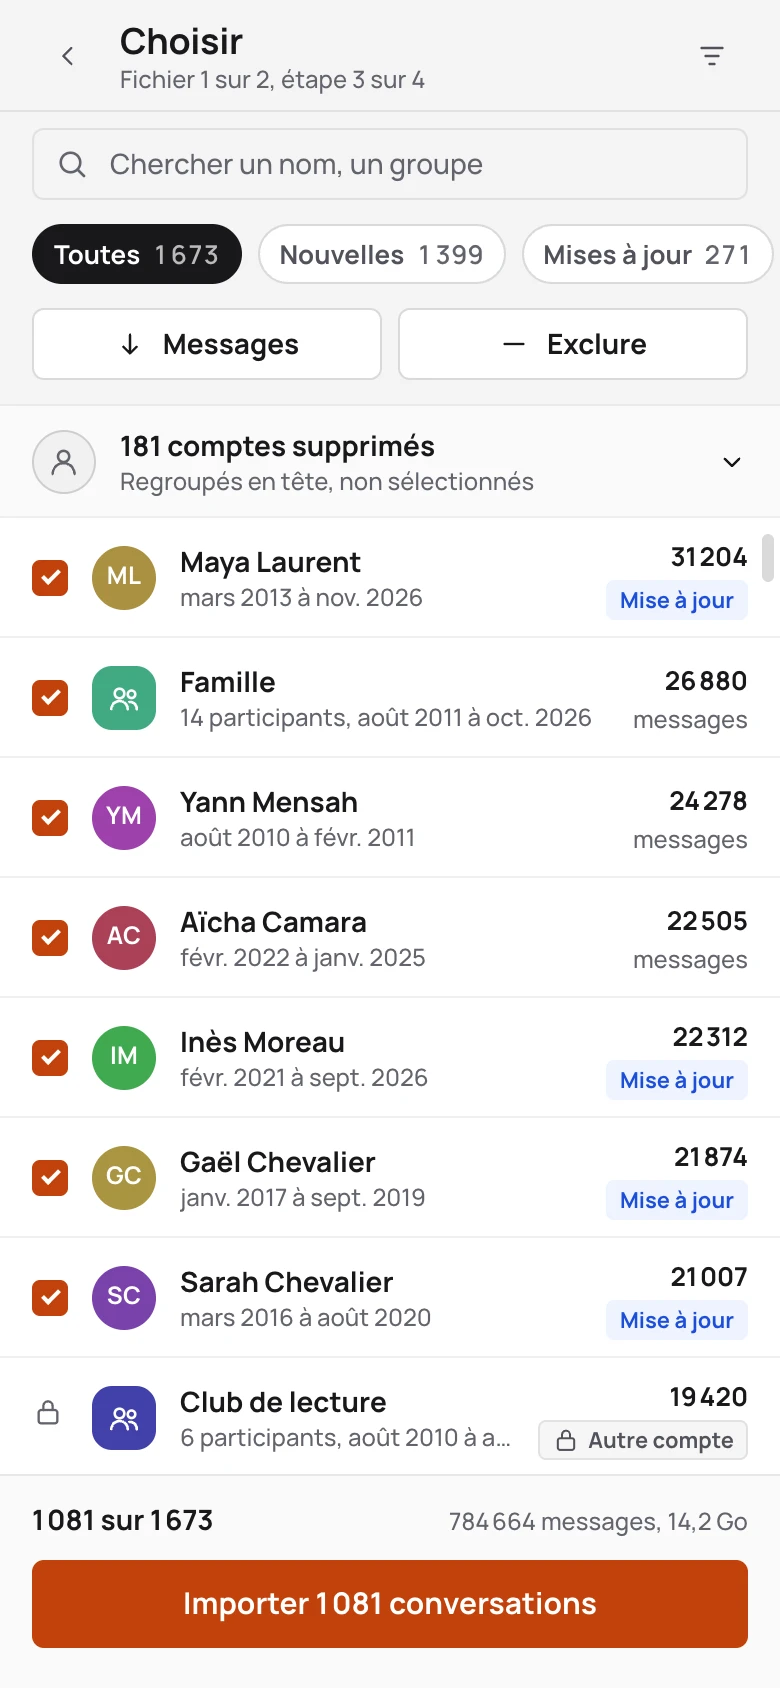 Choisir
Fichier 1 sur 2, étape 3 sur 4
Chercher un nom, un groupe
Toutes 1 673
Nouvelles 1 399
Mises à jour 271
Messages
Exclure
181 comptes supprimés
Regroupés en tête, non sélectionnés
ML
Maya Laurent
mars 2013 à nov. 2026
31 204
Mise à jour
Famille
14 participants, août 2011 à oct. 2026
26 880
messages
YM
Yann Mensah
août 2010 à févr. 2011
24 278
messages
AC
Aïcha Camara
févr. 2022 à janv. 2025
22 505
messages
IM
Inès Moreau
févr. 2021 à sept. 2026
22 312
Mise à jour
GC
Gaël Chevalier
janv. 2017 à sept. 2019
21 874
Mise à jour
SC
Sarah Chevalier
mars 2016 à août 2020
21 007
Mise à jour
Club de lecture
6 participants, août 2010 à a...
19 420
Autre compte
1 081 sur 1 673
784 664 messages, 14,2 Go
Importer 1 081 conversations